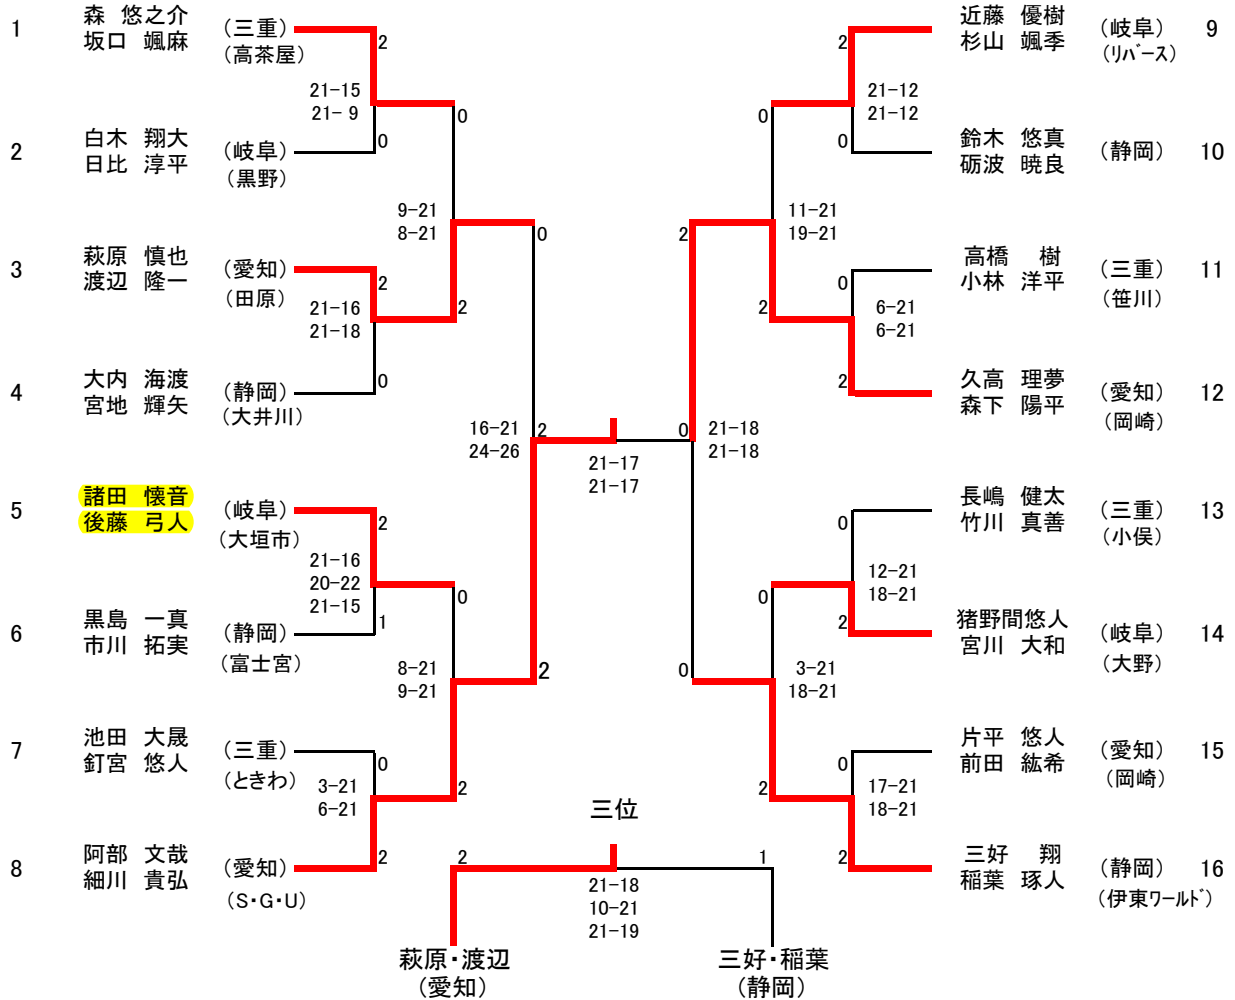 1
森 悠之介
坂口 颯麻
(三重)
(高茶屋)
2
21-15
21- 9
0
0
2
白木 翔大
日比 淳平
(岐阜)
(黒野)
9-21
8-21
0
3
萩原 慎也
渡辺 隆一
(愛知)
(田原)
2
21-16
21-18
2
0
4
大内 海渡
宮地 輝矢
(静岡)
(大井川)
16-21
24-26
2
5
諸田 懐音
後藤 弓人
(岐阜)
(大垣市)
2
21-16
20-22
21-15
0
1
6
黒島 一真
市川 拓実
(静岡)
(富士宮)
8-21
9-21
2
7
池田 大晟
釘宮 悠人
(三重)
(ときわ)
0
3-21
6-21
2
2
8
阿部 文哉
細川 貴弘
(愛知)
(S・G・U)
21-17
21-17
近藤 優樹
杉山 颯季
(岐阜)
(リバース)
9
2
21-12
21-12
0
0
鈴木 悠真
砺波 暁良
(静岡)
10
11-21
19-21
2
高橋 樹
小林 洋平
(三重)
(笹川)
11
0
6-21
6-21
2
2
久高 理夢
森下 陽平
(愛知)
(岡崎)
12
0
21-18
21-18
長嶋 健太
竹川 真善
(三重)
(小俣)
13
0
12-21
18-21
0
2
猪野間悠人
宮川 大和
(岐阜)
(大野)
14
0
3-21
18-21
片平 悠人
前田 紘希
(愛知)
(岡崎)
15
0
17-21
18-21
2
2
三好 翔
稲葉 琢人
(静岡)
(伊東ワールド)
16
三位
2
1
21-18
10-21
21-19
萩原・渡辺
(愛知)
三好・稲葉
(静岡)